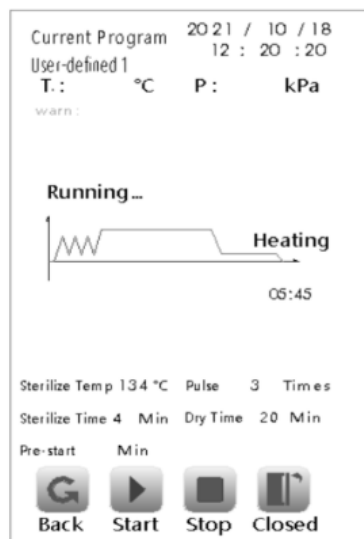 Current Program 2021 / 10 /18
12 : 20 :20
User-defined 1
T.: °C P: kPa
warn:
Running...
Heating
05:45
Sterilize Temp 134 °C Pulse 3 Times
Sterilize Time 4 Min Dry Time 20 Min
Pre-start Min
Back Start Stop Closed